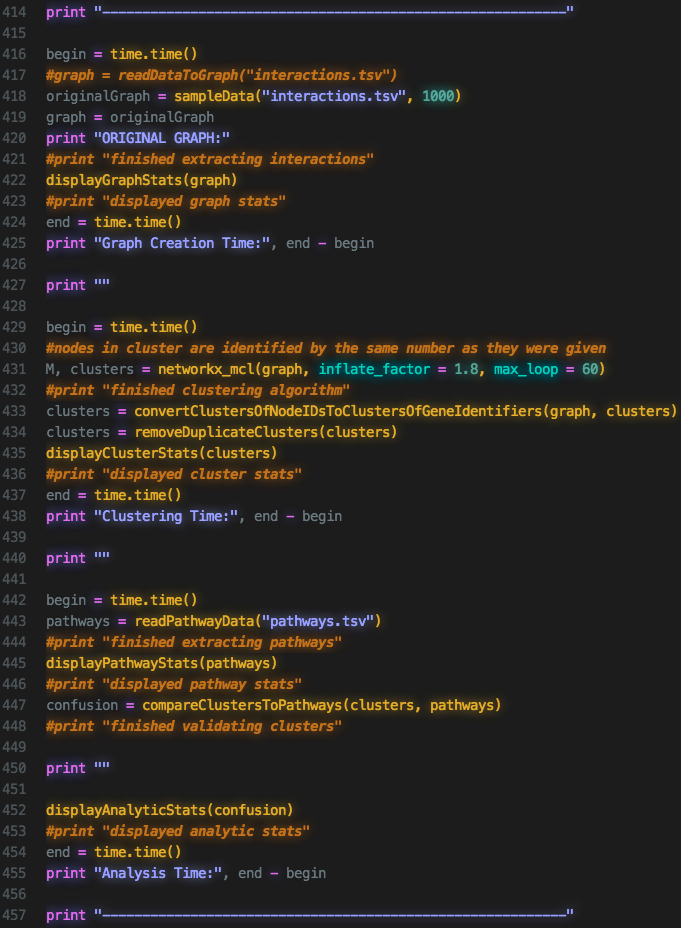 414 print "----------------------------------------------------------"
415
416 begin = time.time()
417 #graph = readDataToGraph("interactions.tsv")
418 originalGraph = sampleData("interactions.tsv", 1000)
419 graph = originalGraph
420 print "ORIGINAL GRAPH:"
421 #print "finished extracting interactions"
422 displayGraphStats(graph)
423 #print "displayed graph stats"
424 end = time.time()
425 print "Graph Creation Time:", end - begin
426
427 print ""
428
429 begin = time.time()
430 #nodes in cluster are identified by the same number as they were given
431 M, clusters = networkx_mcl(graph, inflate_factor = 1.8, max_loop = 60)
432 #print "finished clustering algorithm"
433 clusters = convertClustersOfNodeIDsToClustersOfGeneIdentifiers(graph, clusters)
434 clusters = removeDuplicateClusters(clusters)
435 displayClusterStats(clusters)
436 #print "displayed cluster stats"
437 end = time.time()
438 print "Clustering Time:", end - begin
439
440 print ""
441
442 begin = time.time()
443 pathways = readPathwayData("pathways.tsv")
444 #print "finished extracting pathways"
445 displayPathwayStats(pathways)
446 #print "displayed pathway stats"
447 confusion = compareClustersToPathways(clusters, pathways)
448 #print "finished validating clusters"
449
450 print ""
451
452 displayAnalyticStats(confusion)
453 #print "displayed analytic stats"
454 end = time.time()
455 print "Analysis Time:", end - begin
456
457 print "----------------------------------------------------------"